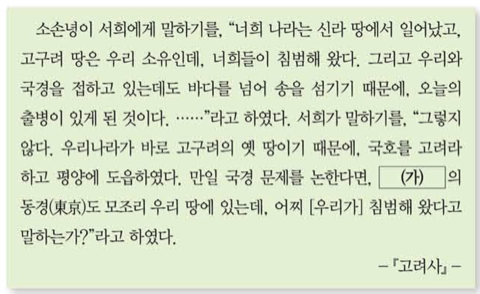 소손녕이 서희에게 말하기를, “너희 나라는 신라 땅에서 일어났고,
고구려 땅은 우리 소유인데, 너희들이 침범해 왔다. 그리고 우리와
국경을 접하고 있는데도 바다를 넘어 송을 섬기기 때문에, 오늘의
출병이 있게 된 것이다. ……”라고 하였다. 서희가 말하기를, “그렇지
않다. 우리나라가 바로 고구려의 옛 땅이기 때문에, 국호를 고려라
하고 평양에 도읍하였다. 만일 국경 문제를 논한다면, (가) 의
동경(東京)도 모조리 우리 땅에 있는데, 어찌 [우리가] 침범해 왔다고
말하는가?”라고 하였다.
-『고려사』-